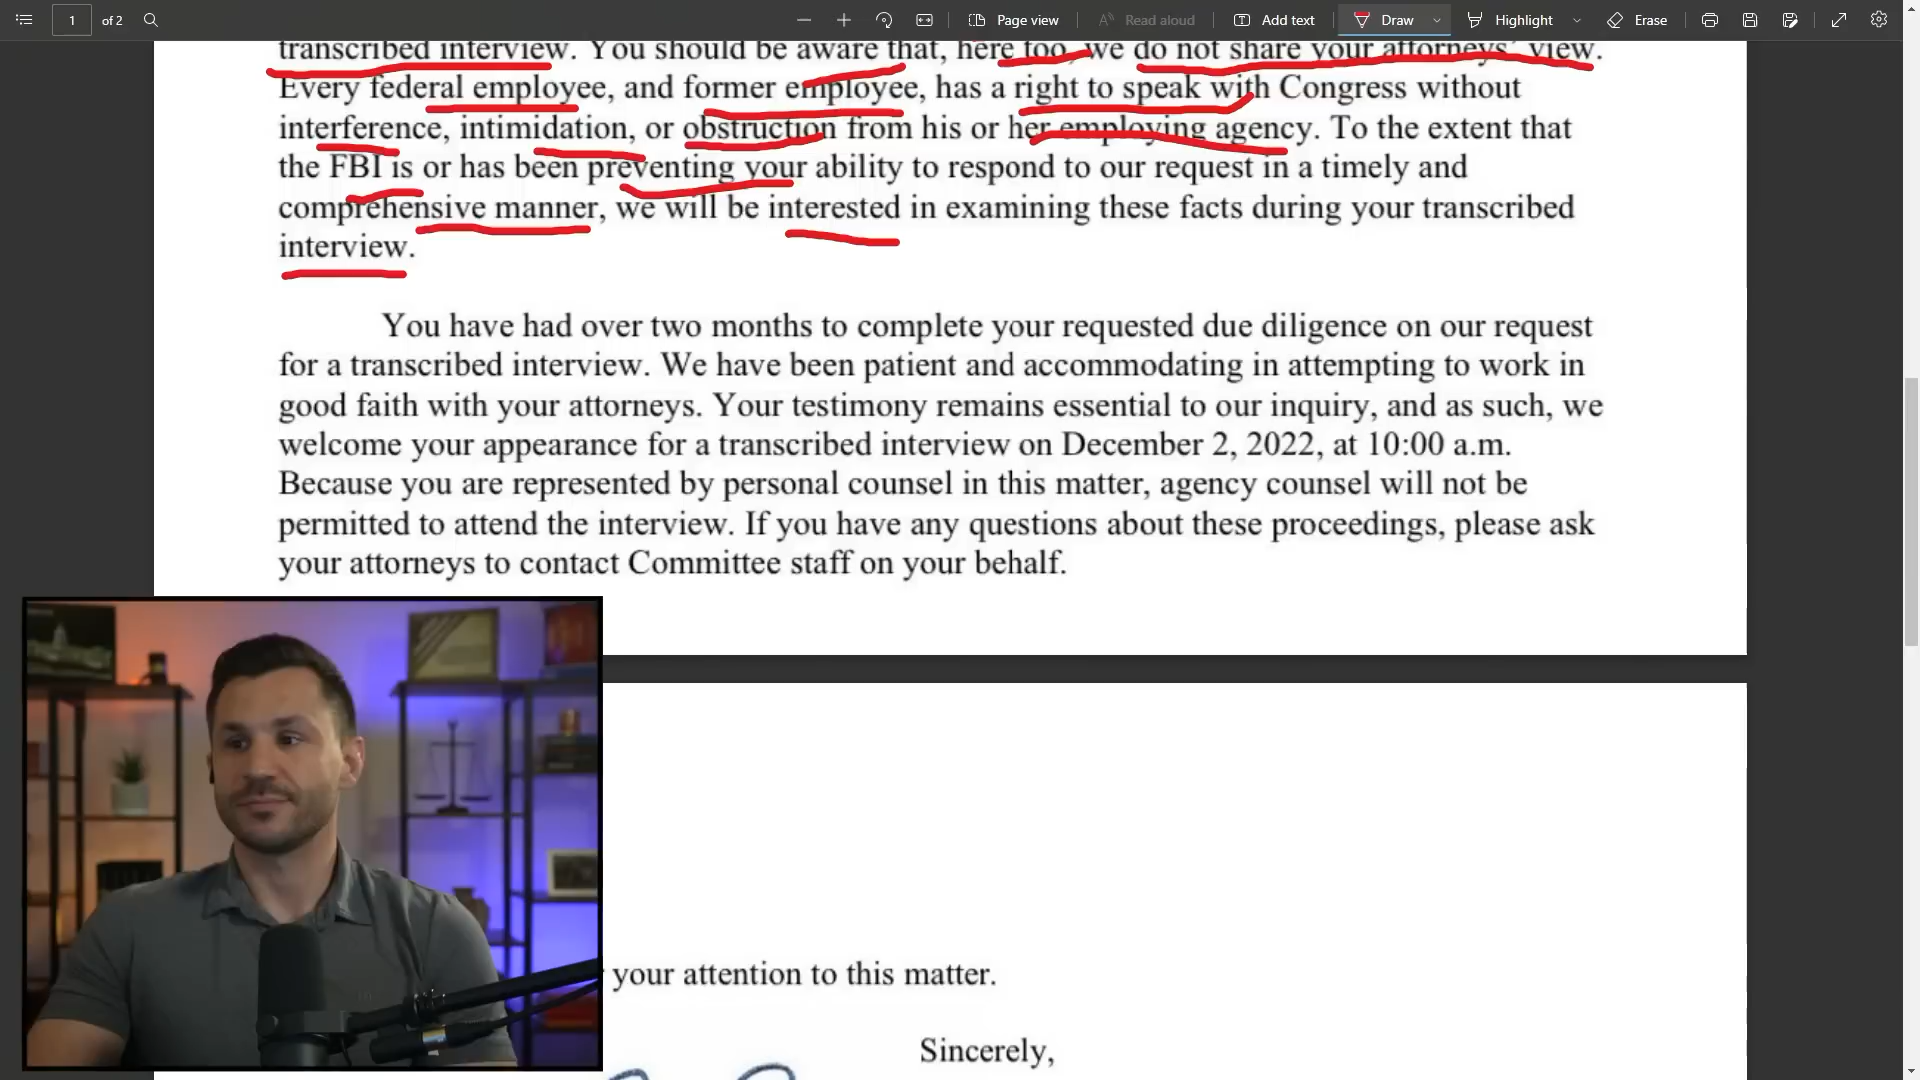 1 of 2 Page view Read aloud Add text Draw Highlight Erase
transcribed interview. You should be aware that, here too, we do not share your attorneys' view.
Every federal employee, and former employee, has a right to speak with Congress without
interference, intimidation, or obstruction from his or her employing agency. To the extent that
the FBI is or has been preventing your ability to respond to our request in a timely and
comprehensive manner, we will be interested in examining these facts during your transcribed
interview.
You have had over two months to complete your requested due diligence on our request
for a transcribed interview. We have been patient and accommodating in attempting to work in
good faith with your attorneys. Your testimony remains essential to our inquiry, and as such, we
welcome your appearance for a transcribed interview on December 2, 2022, at 10:00 a.m.
Because you are represented by personal counsel in this matter, agency counsel will not be
permitted to attend the interview. If you have any questions about these proceedings, please ask
your attorneys to contact Committee staff on your behalf.
your attention to this matter.
Sincerely,